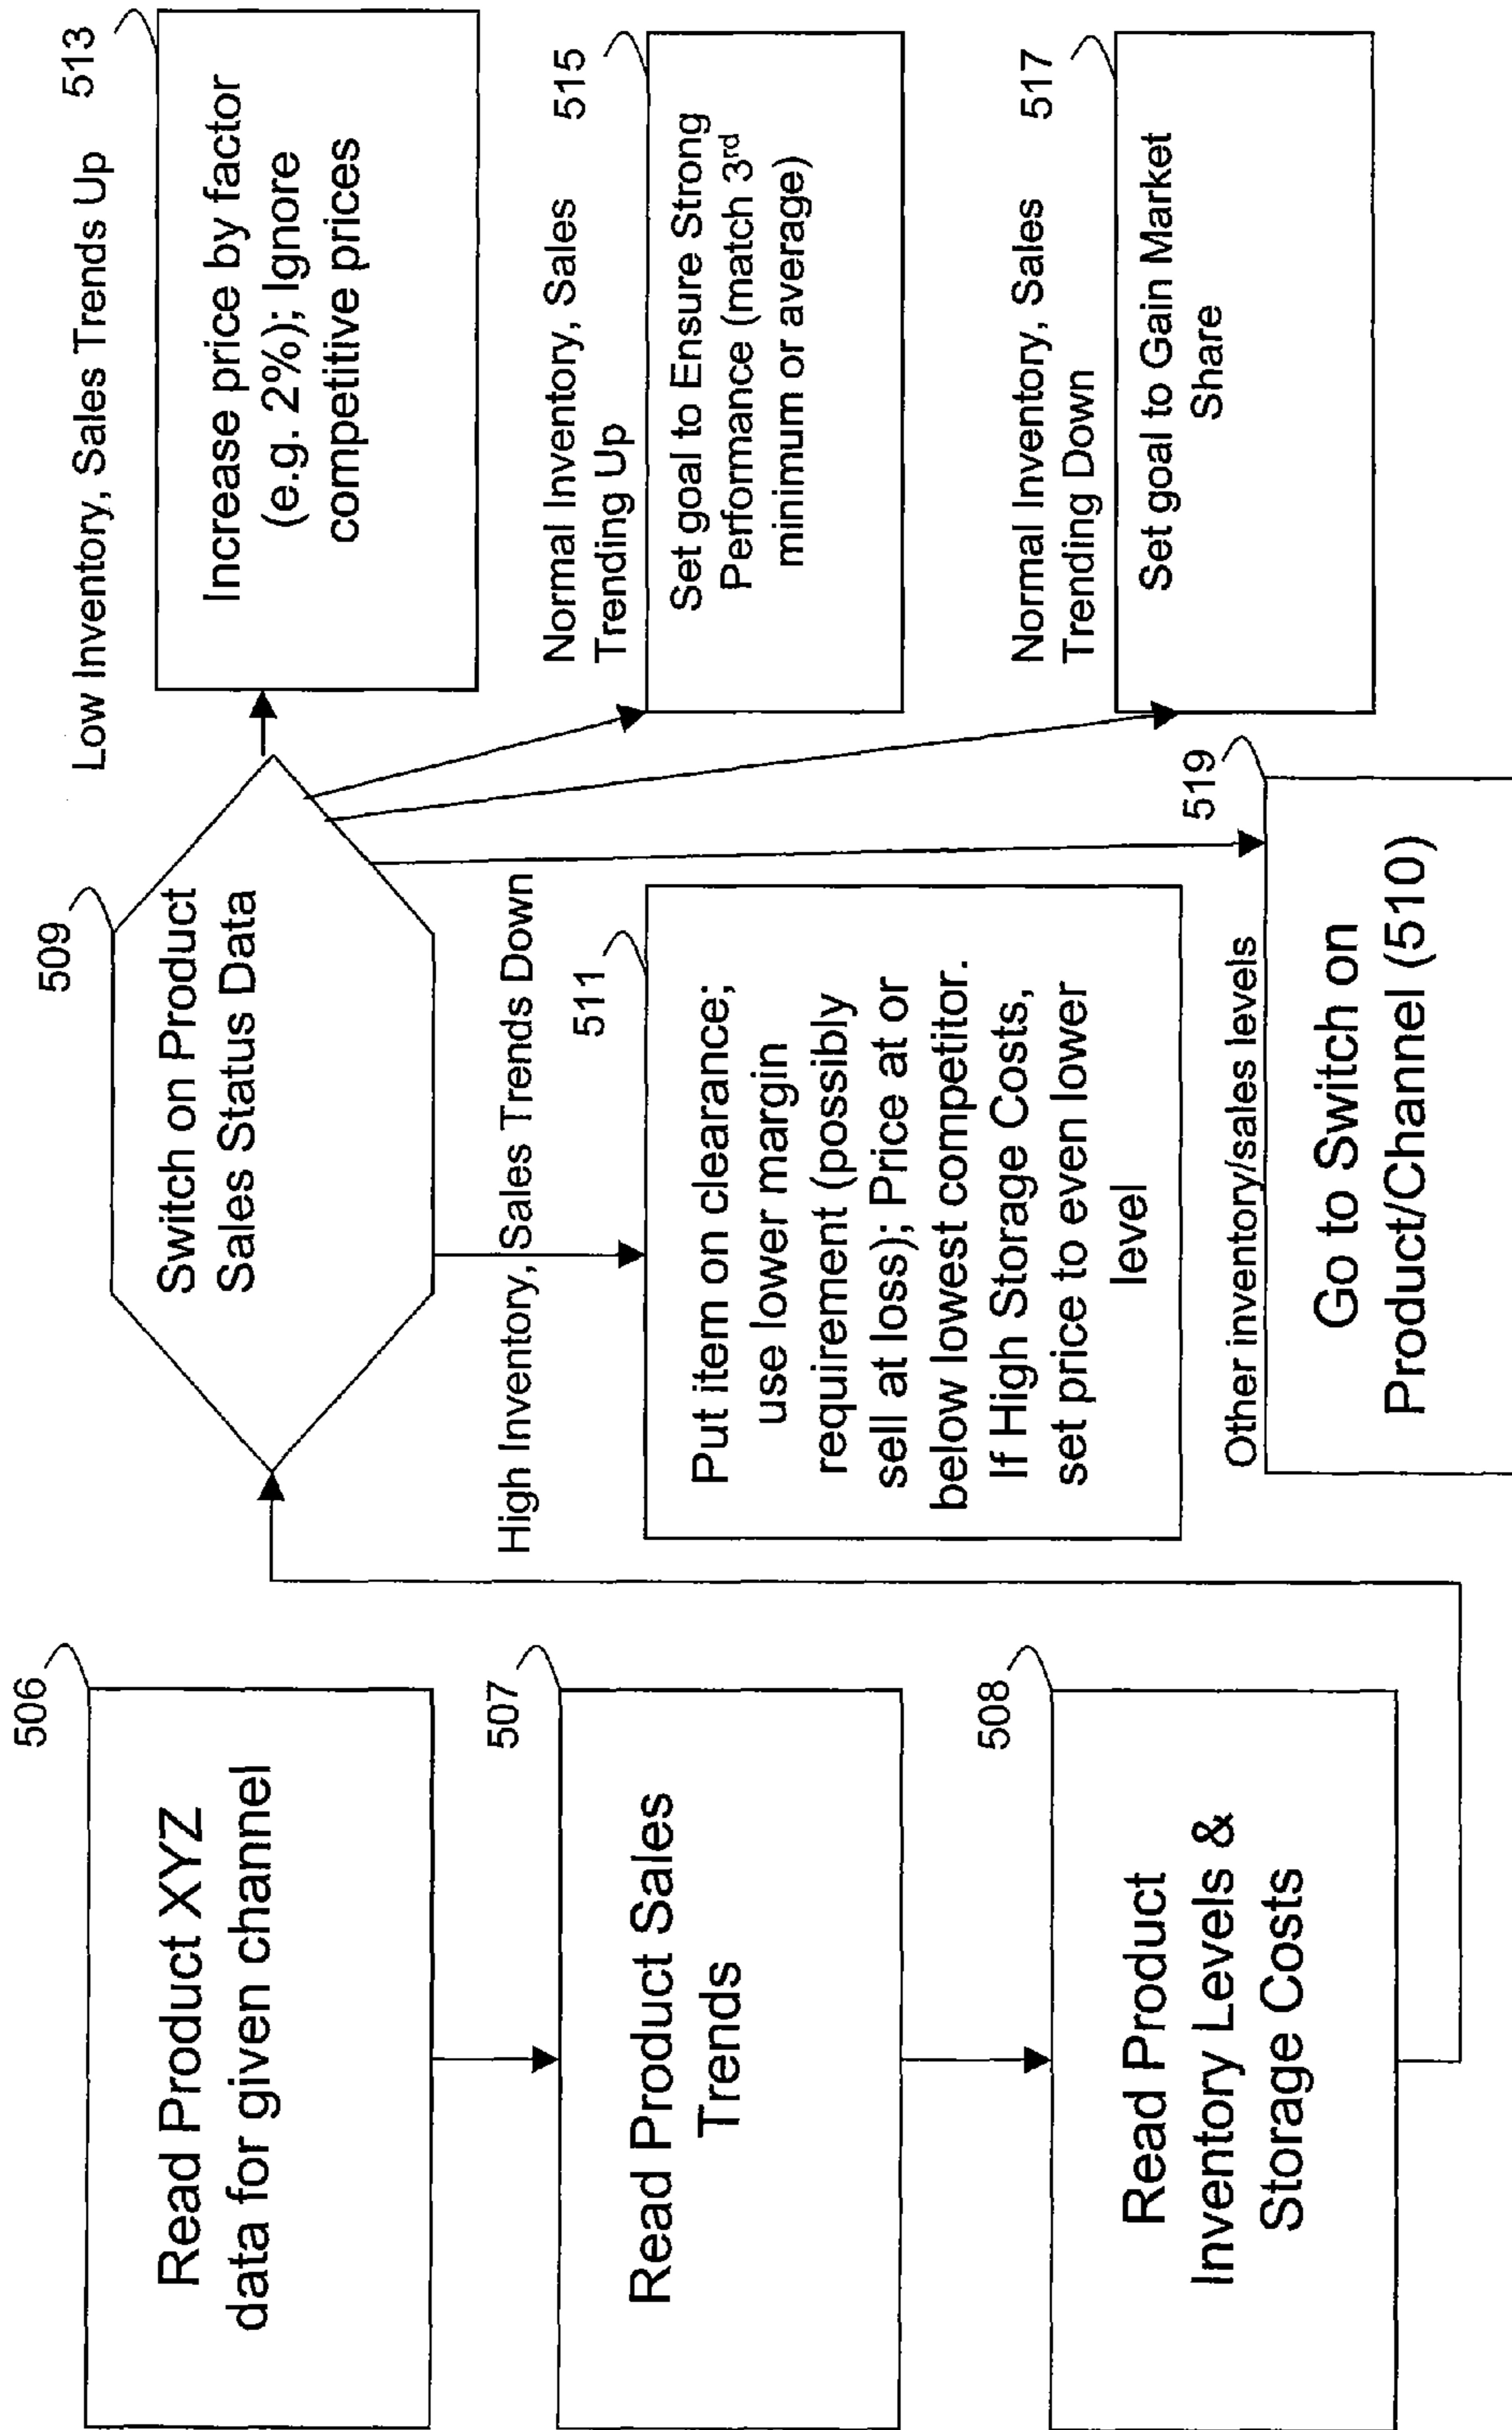 506
Read Product XYZ
data for given channel
507
Read Product Sales
Trends
508
Read Product
Inventory Levels &
Storage Costs
509
Switch on Product
Sales Status Data
High Inventory, Sales Trends Down
511
Put item on clearance;
use lower margin
requirement (possibly
sell at loss); Price at or
below lowest competitor.
If High Storage Costs,
set price to even lower
level
Other inventory/sales levels
519
Go to Switch on
Product/Channel (510)
Low Inventory, Sales Trends Up
513
Increase price by factor
(e.g. 2%); Ignore
competitive prices
Normal Inventory, Sales
Trending Up
515
Set goal to Ensure Strong
Performance (match 3rd
minimum or average)
Normal Inventory, Sales
Trending Down
517
Set goal to Gain Market
Share